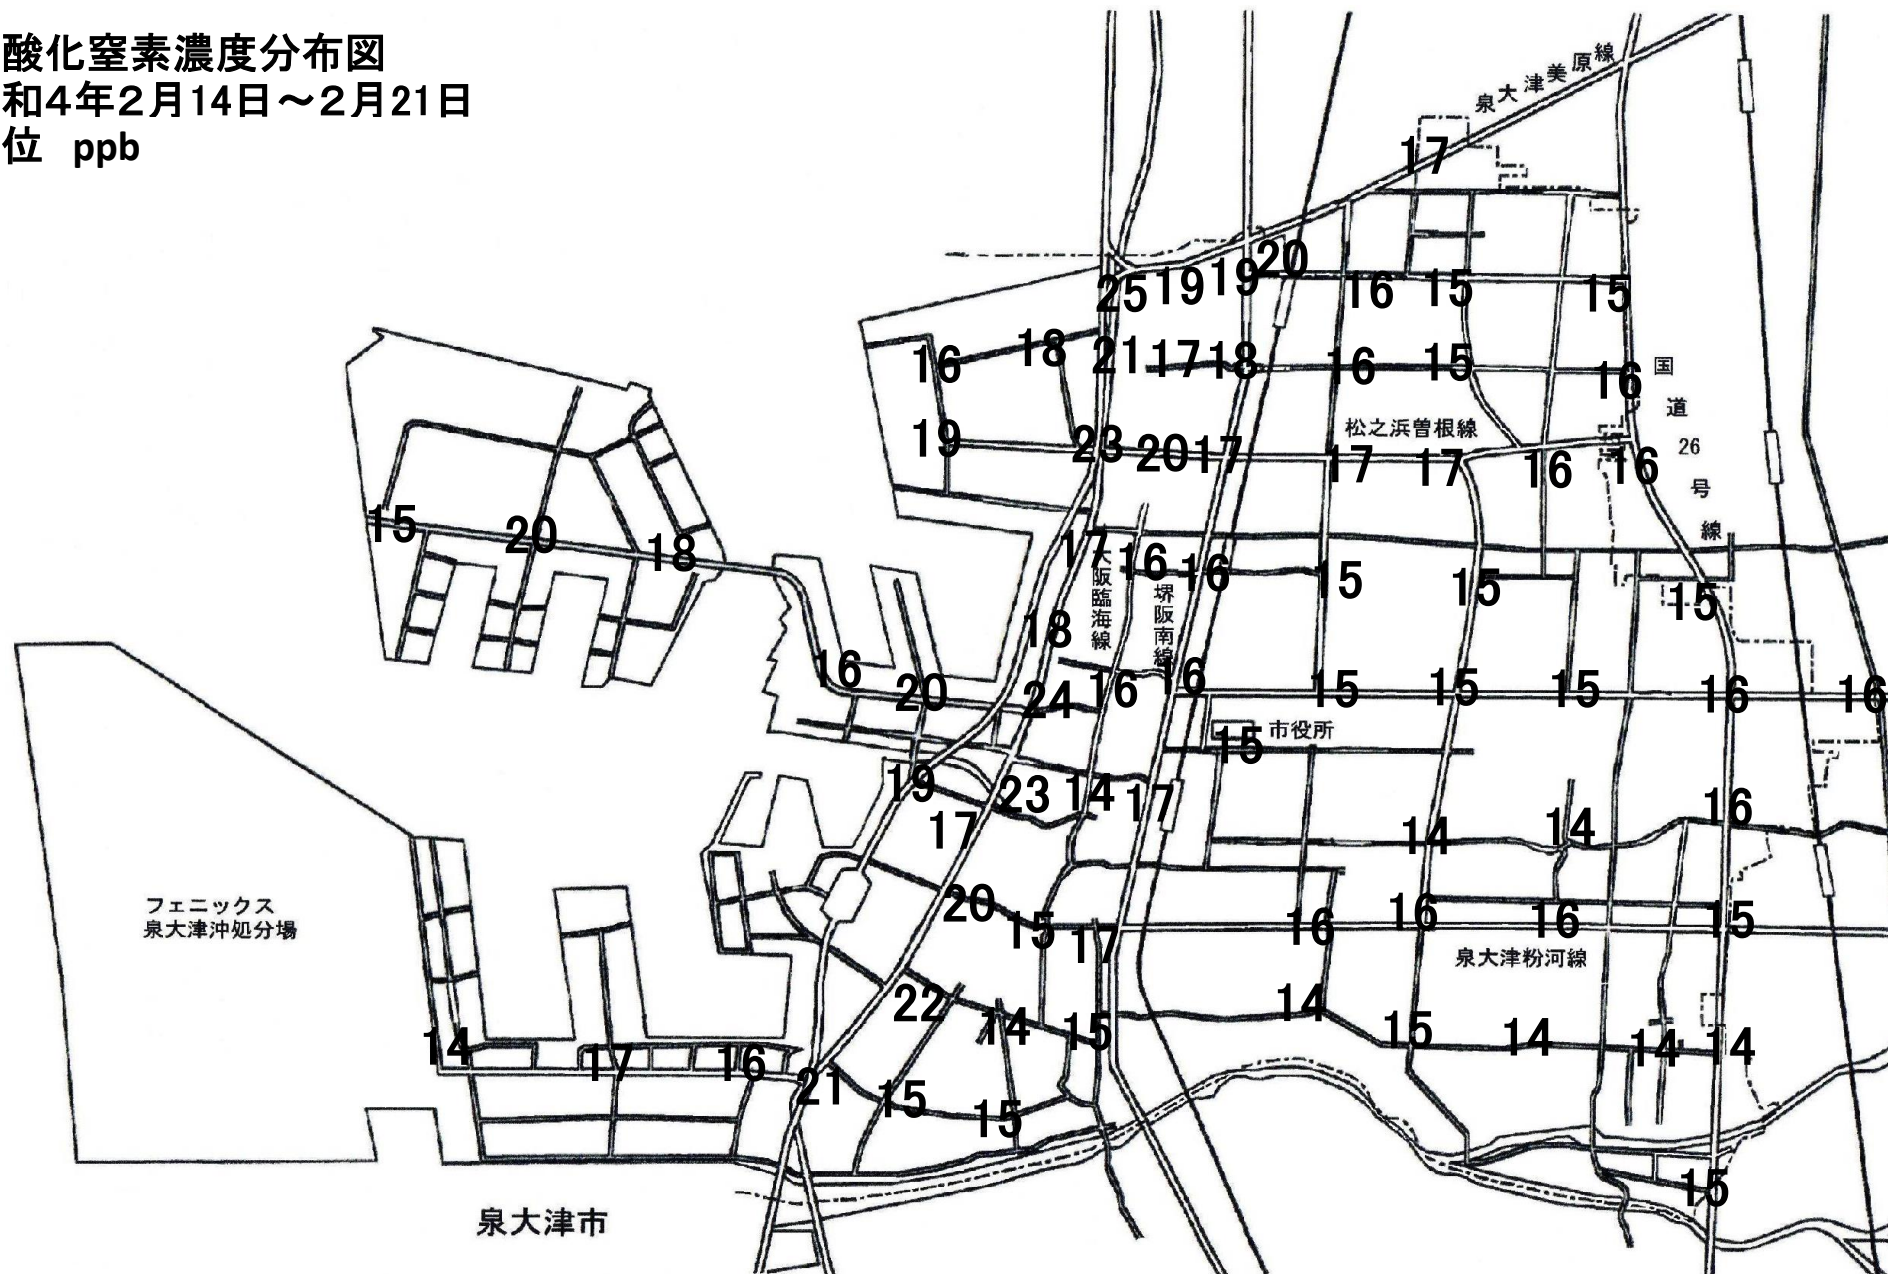 酸化窒素濃度分布図
和４年２月14日～２月21日
位 ppb
泉大津美原線
17
20
25 19 19 16 15 15
16 18 21 17 18 16 15 16
国道26号線
松之浜曽根線
19 23 20 17 17 17 16 16
15 20 18 17 16 16 15 15 15
大阪臨海線
堺阪南線
18
16 20 24 16 16 15 15 15 16 16
15 市役所
19 23 14 17 16
17 14 14
20 15 17 16 16 16 15
フェニックス
泉大津沖処分場
泉大津粉河線
22 14 15 14 15 14 14 14
14 17 16 21 15 15
15
泉大津市